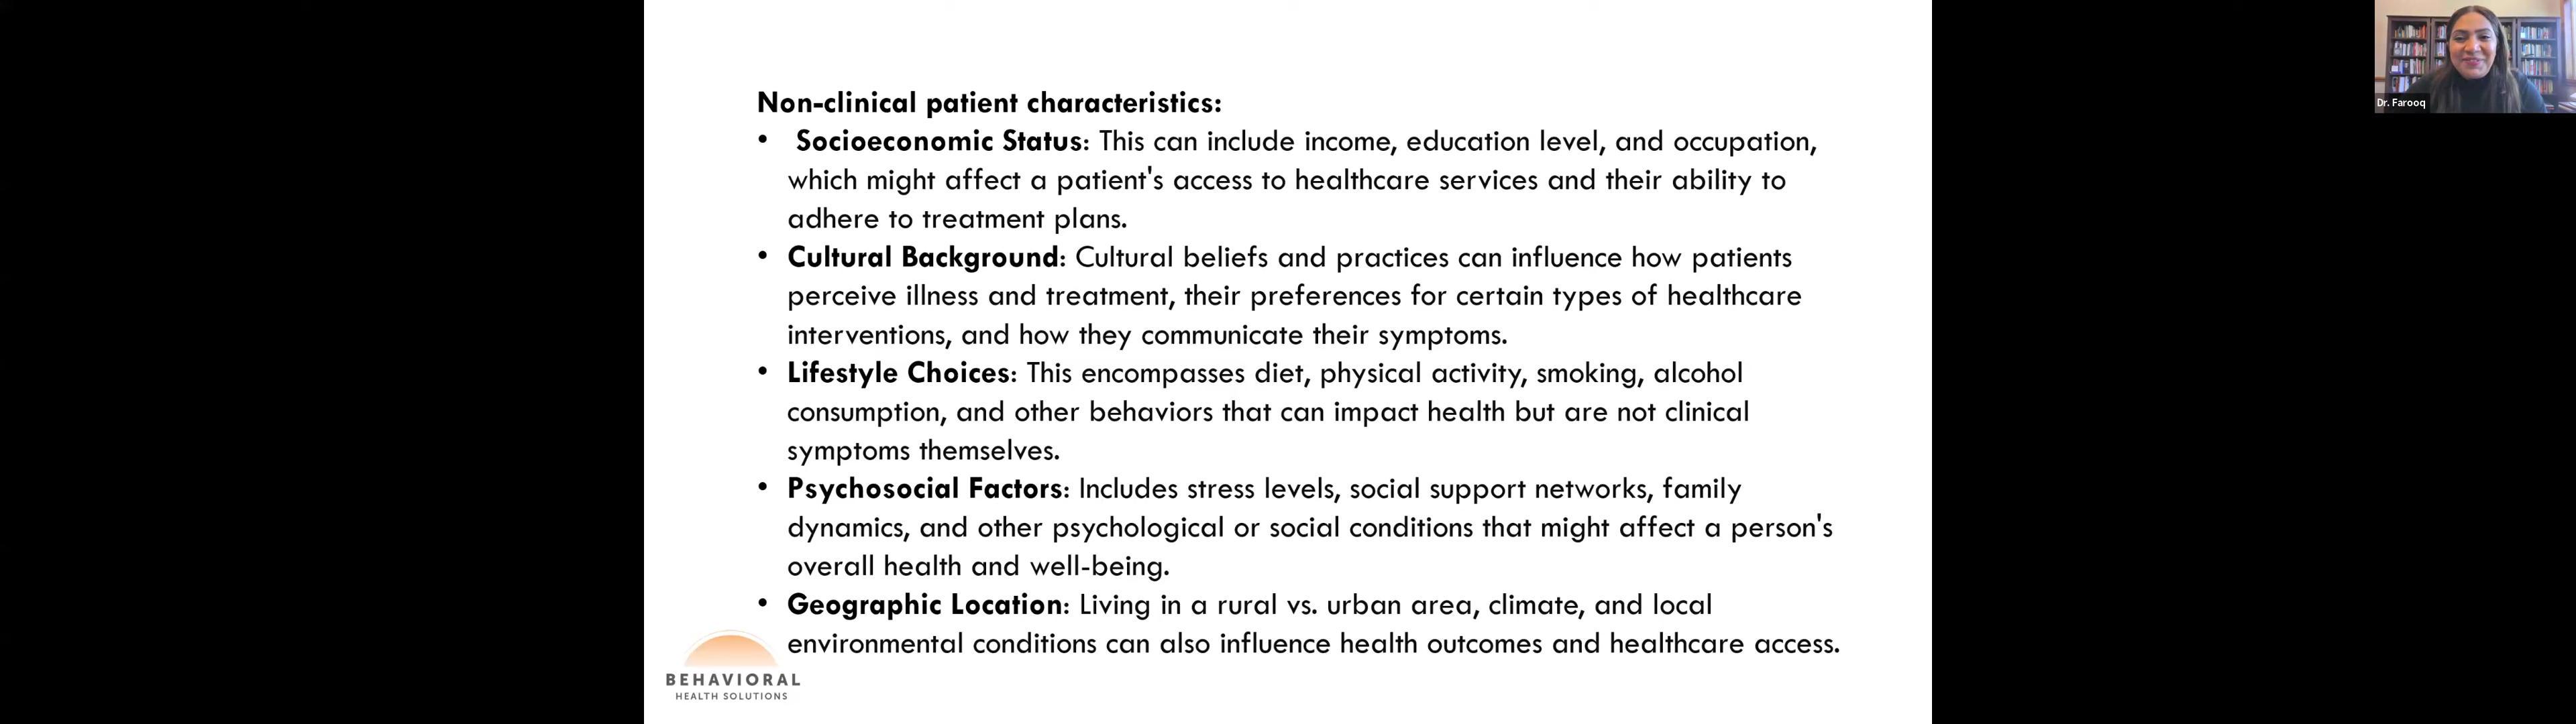 Non-clinical patient characteristics:
• Socioeconomic Status: This can include income, education level, and occupation,
which might affect a patient's access to healthcare services and their ability to
adhere to treatment plans.
• Cultural Background: Cultural beliefs and practices can influence how patients
perceive illness and treatment, their preferences for certain types of healthcare
interventions, and how they communicate their symptoms.
• Lifestyle Choices: This encompasses diet, physical activity, smoking, alcohol
consumption, and other behaviors that can impact health but are not clinical
symptoms themselves.
• Psychosocial Factors: Includes stress levels, social support networks, family
dynamics, and other psychological or social conditions that might affect a person's
overall health and well-being.
• Geographic Location: Living in a rural vs. urban area, climate, and local
environmental conditions can also influence health outcomes and healthcare access.
BEHAVIORAL
HEALTH SOLUTIONS
Dr. Farooq